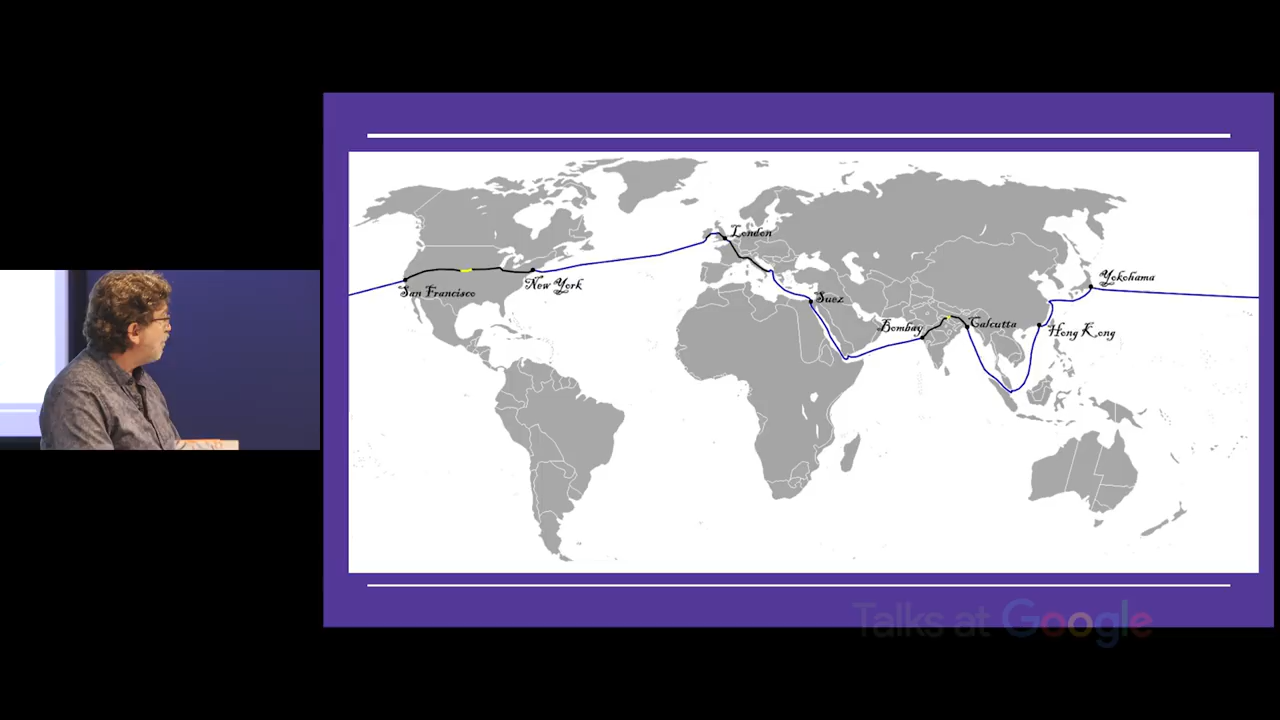 London
Yokohama
New York
San Francisco
Suez
Bombay
Calcutta
Hong Kong
Talks at Google